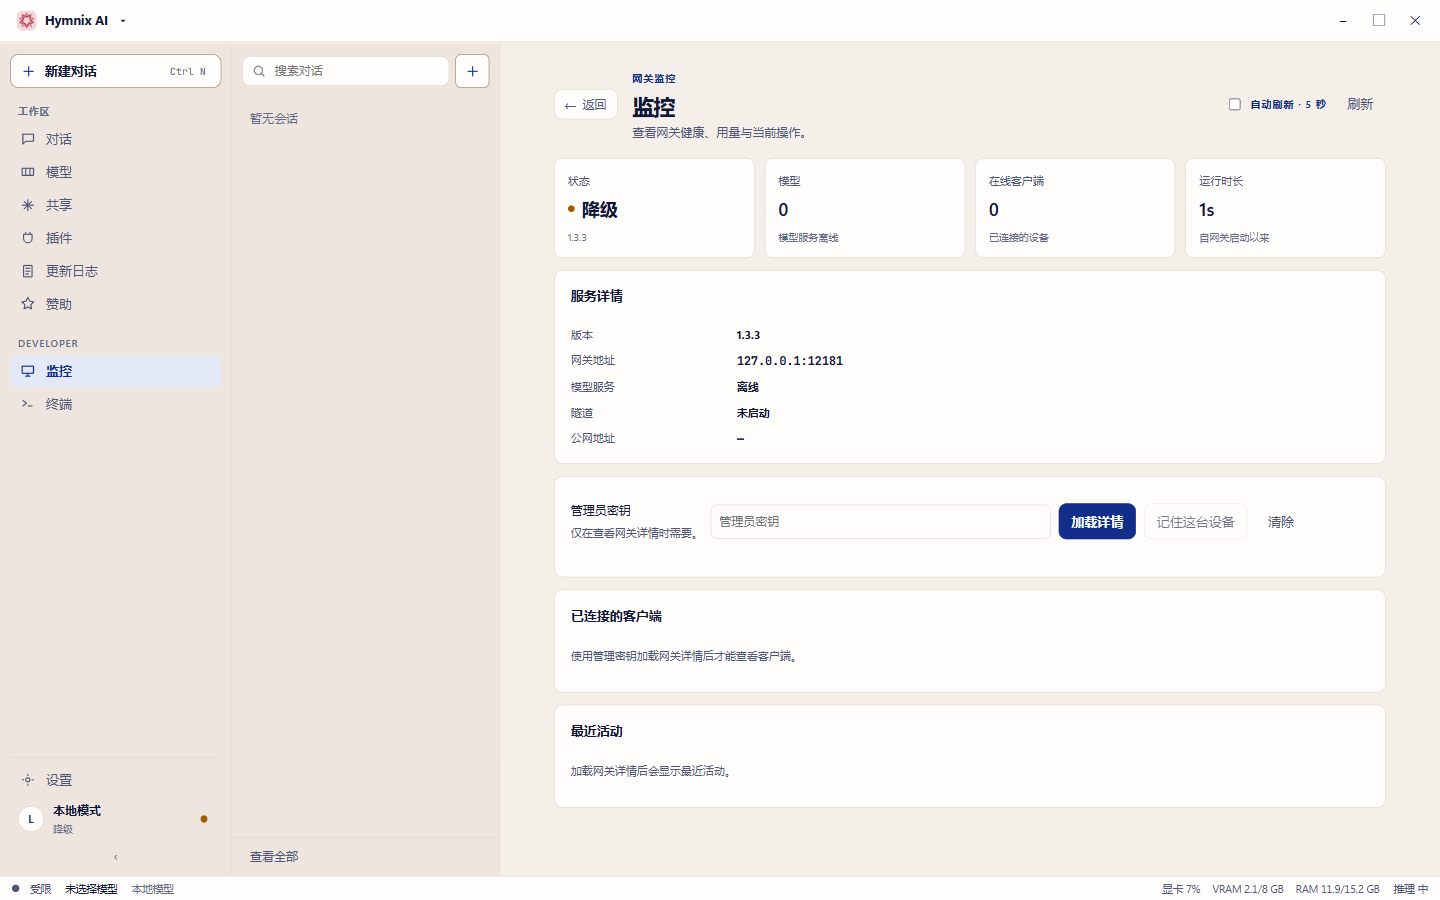 Hymnix AI
新建对话 Ctrl N
工作区
对话
模型
共享
插件
更新日志
赞助
DEVELOPER
监控
终端
设置
L
本地模式
降级
搜索对话
暂无会话
查看全部
网关监控
← 返回
监控
查看网关健康、用量与当前操作。
自动刷新 · 5 秒
刷新
状态
降级
1.3.3
模型
0
模型服务离线
在线客户端
0
已连接的设备
运行时长
1s
自网关启动以来
服务详情
版本 1.3.3
网关地址 127.0.0.1:12181
模型服务 离线
隧道 未启动
公网地址 —
管理员密钥
仅在查看网关详情时需要。
管理员密钥
加载详情
记住这台设备
清除
已连接的客户端
使用管理密钥加载网关详情后才能查看客户端。
最近活动
加载网关详情后会显示最近活动。
受限 未选择模型 本地模型
显卡 7% VRAM 2.1/8 GB RAM 11.9/15.2 GB 推理 中